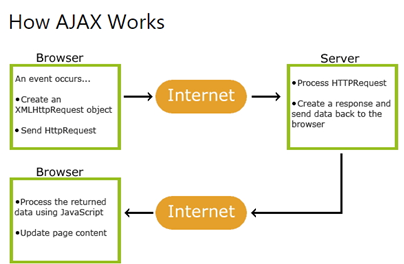 How AJAX Works
Browser
An event occurs...
•Create an
XMLHttpRequest object
• Send HttpRequest
Internet
Server
•Process HTTPRequest
•Create a response and
send data back to the
browser
Browser
•Process the returned
data using JavaScript
•Update page content
Internet